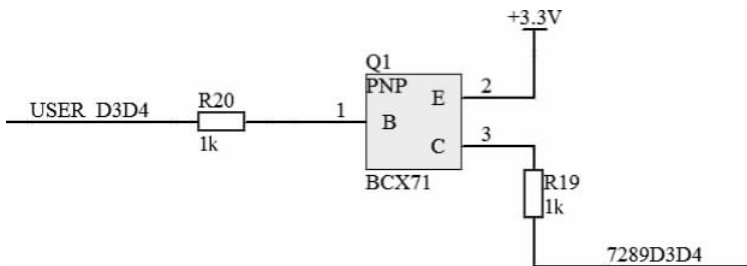 +3.3V
Q1
PNP
E
2
R20
1
USER_D3D4
B
1k
C
3
BCX71
R19
1k
7289D3D4